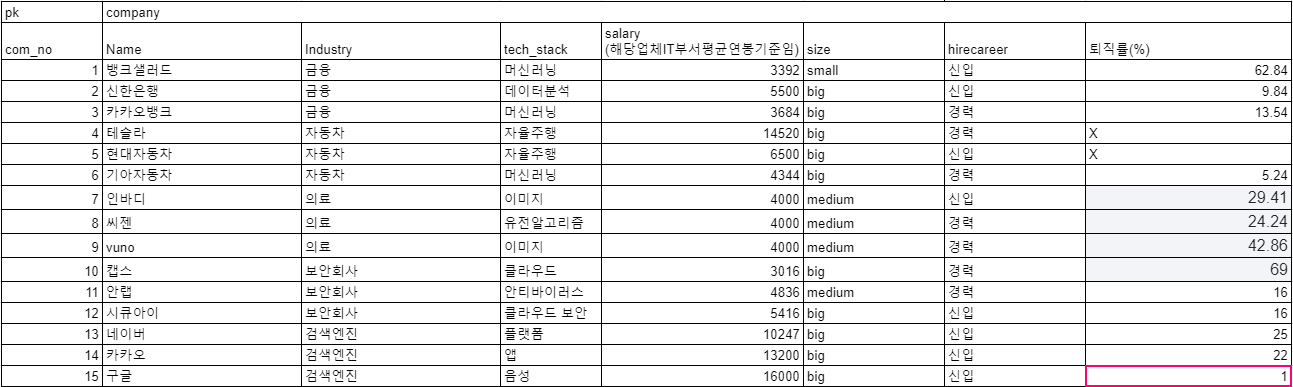 pk company
com_no Name Industry tech_stack salary (해당업체IT부서평균연봉기준임) size hirecareer 퇴직률(%)
1 뱅크샐러드 금융 머신러닝 3392 small 신입 62.84
2 신한은행 금융 데이터분석 5500 big 신입 9.84
3 카카오뱅크 금융 머신러닝 3684 big 경력 13.54
4 테슬라 자동차 자율주행 14520 big 경력 X
5 현대자동차 자동차 자율주행 6500 big 신입 X
6 기아자동차 자동차 머신러닝 4344 big 경력 5.24
7 인바디 의료 이미지 4000 medium 신입 29.41
8 씨젠 의료 유전알고리즘 4000 medium 경력 24.24
9 vuno 의료 이미지 4000 medium 경력 42.86
10 캡스 보안회사 클라우드 3016 big 경력 69
11 안랩 보안회사 안티바이러스 4836 medium 경력 16
12 시큐아이 보안회사 클라우드 보안 5416 big 신입 16
13 네이버 검색엔진 플랫폼 10247 big 신입 25
14 카카오 검색엔진 앱 13200 big 신입 22
15 구글 검색엔진 음성 16000 big 신입 1